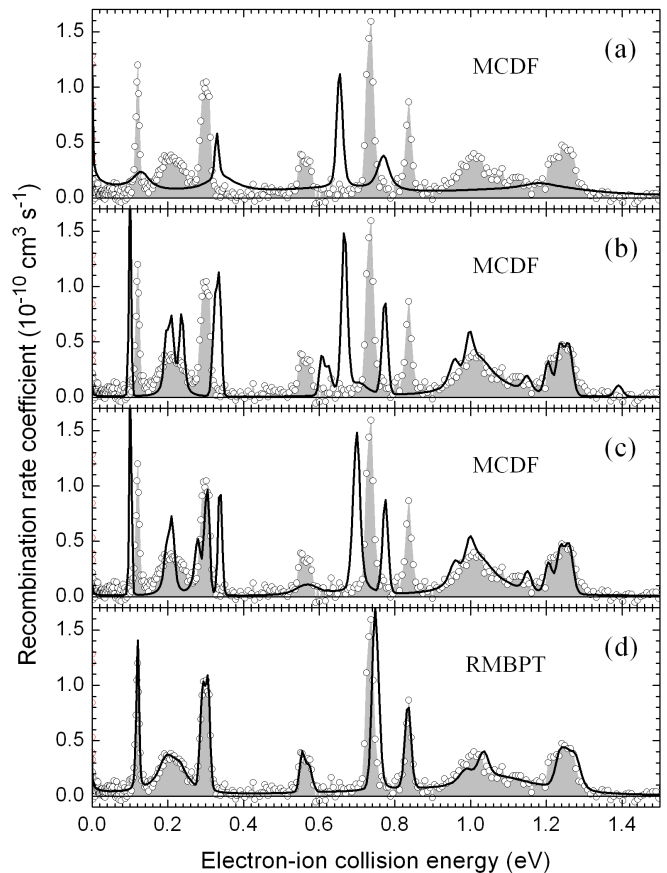 1.5
1.0
0.5
0.0
(a)
MCDF
1.5
1.0
0.5
0.0
(b)
MCDF
1.5
1.0
0.5
0.0
(c)
MCDF
1.5
1.0
0.5
0.0
(d)
RMBPT
0.0 0.2 0.4 0.6 0.8 1.0 1.2 1.4
Electron-ion collision energy (eV)
Recombination rate coefficient (10⁻¹⁰ cm³ s⁻¹)